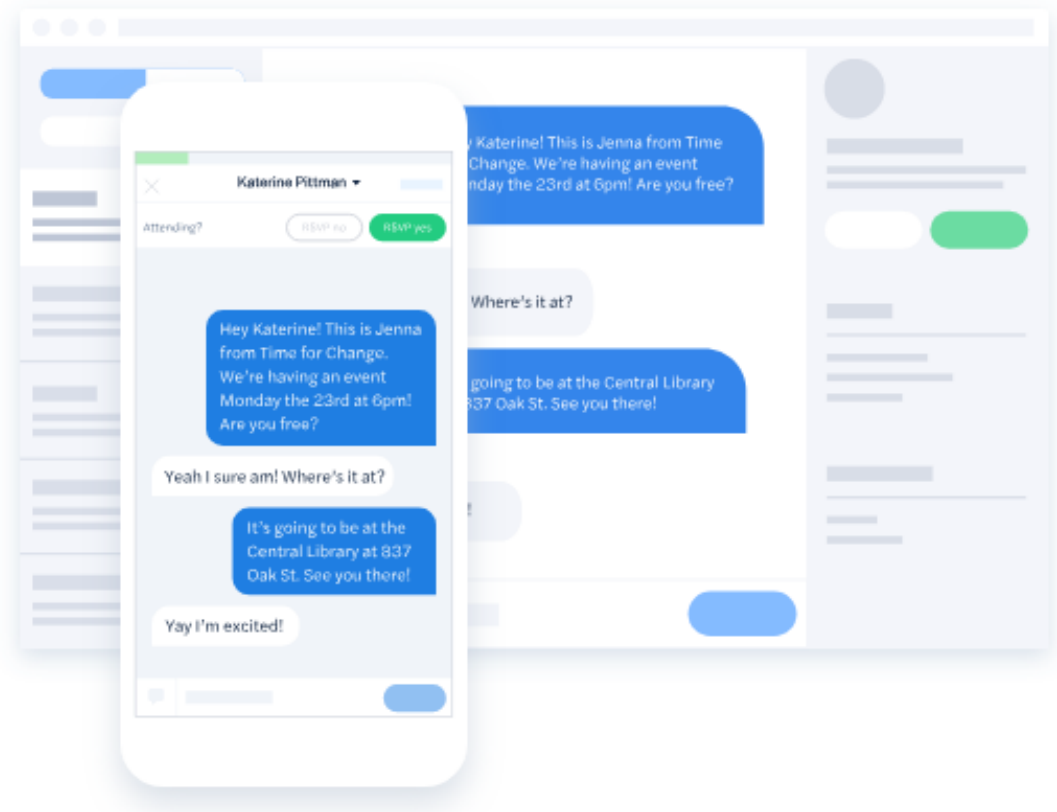 Katerine Pittman
Attending?
RSVP no
RSVP yes
Hey Katerine! This is Jenna
from Time for Change.
We're having an event
Monday the 23rd at 6pm!
Are you free?
Yeah I sure am! Where's it at?
It's going to be at the
Central Library at 837
Oak St. See you there!
Yay I'm excited!
y Katerine! This is Jenna from Time
Change. We're having an event
nday the 23rd at 6pm! Are you free?
Where's it at?
going to be at the Central Library
837 Oak St. See you there!
!